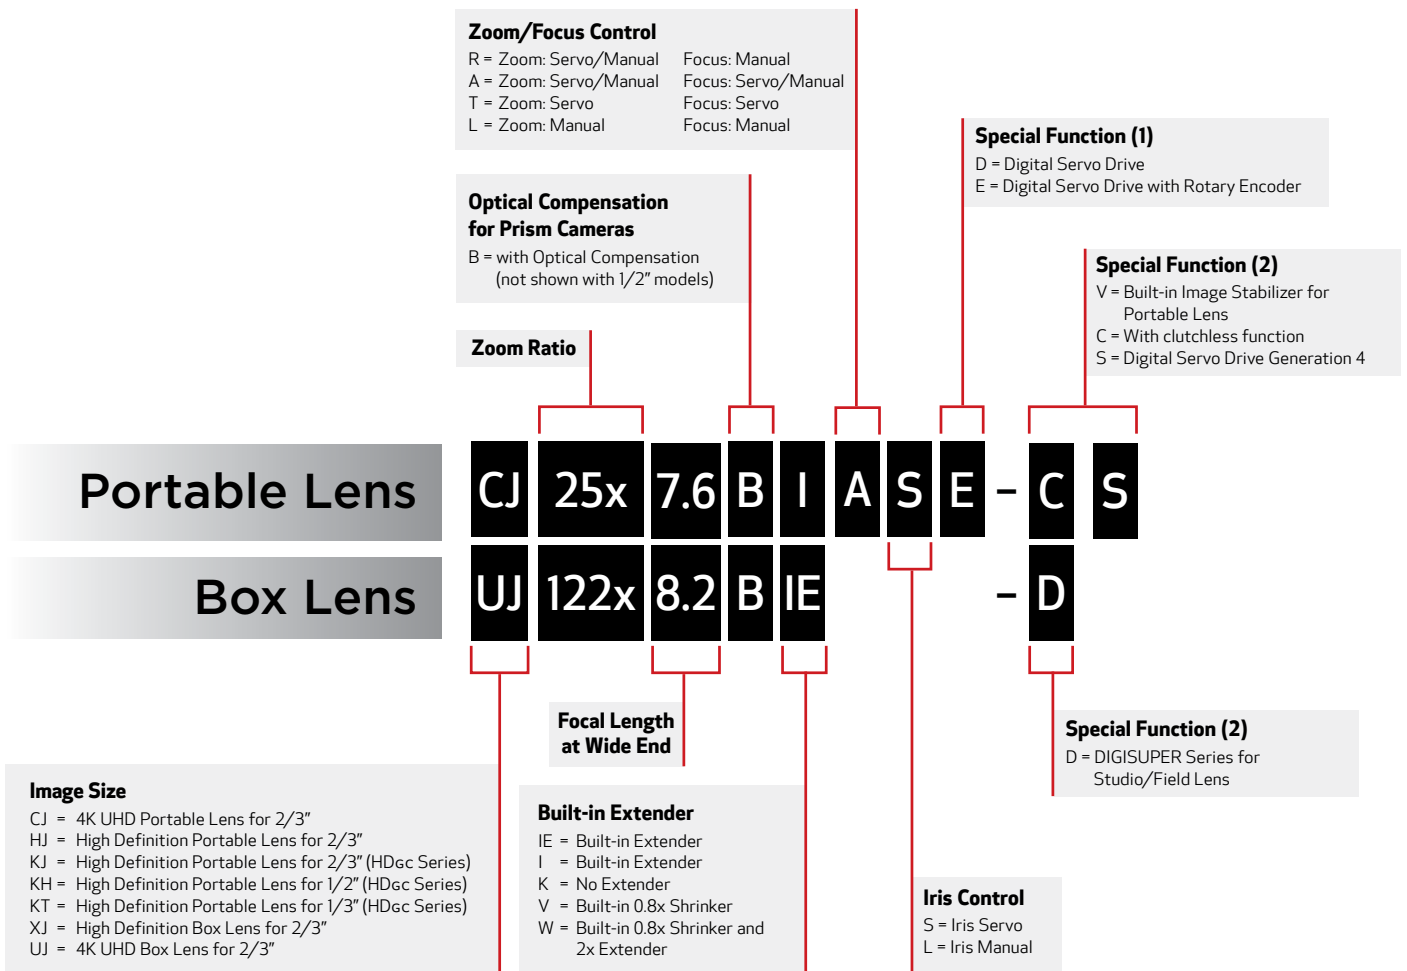 Zoom/Focus Control
R = Zoom: Servo/Manual Focus: Manual
A = Zoom: Servo/Manual Focus: Servo/Manual
T = Zoom: Servo Focus: Servo
L = Zoom: Manual Focus: Manual
Special Function (1)
D = Digital Servo Drive
E = Digital Servo Drive with Rotary Encoder
Optical Compensation
for Prism Cameras
B = with Optical Compensation
(not shown with 1/2" models)
Special Function (2)
V = Built-in Image Stabilizer for
Portable Lens
C = With clutchless function
S = Digital Servo Drive Generation 4
Zoom Ratio
Portable Lens CJ 25x 7.6 B I A S E - C S
Box Lens UJ 122x 8.2 B IE - D
Focal Length
at Wide End
Special Function (2)
D = DIGISUPER Series for
Studio/Field Lens
Image Size
CJ = 4K UHD Portable Lens for 2/3"
HJ = High Definition Portable Lens for 2/3"
KJ = High Definition Portable Lens for 2/3" (HDGC Series)
KH = High Definition Portable Lens for 1/2" (HDGC Series)
KT = High Definition Portable Lens for 1/3" (HDGC Series)
XJ = High Definition Box Lens for 2/3"
UJ = 4K UHD Box Lens for 2/3"
Built-in Extender
IE = Built-in Extender
I = Built-in Extender
K = No Extender
V = Built-in 0.8x Shrinker
W = Built-in 0.8x Shrinker and
2x Extender
Iris Control
S = Iris Servo
L = Iris Manual